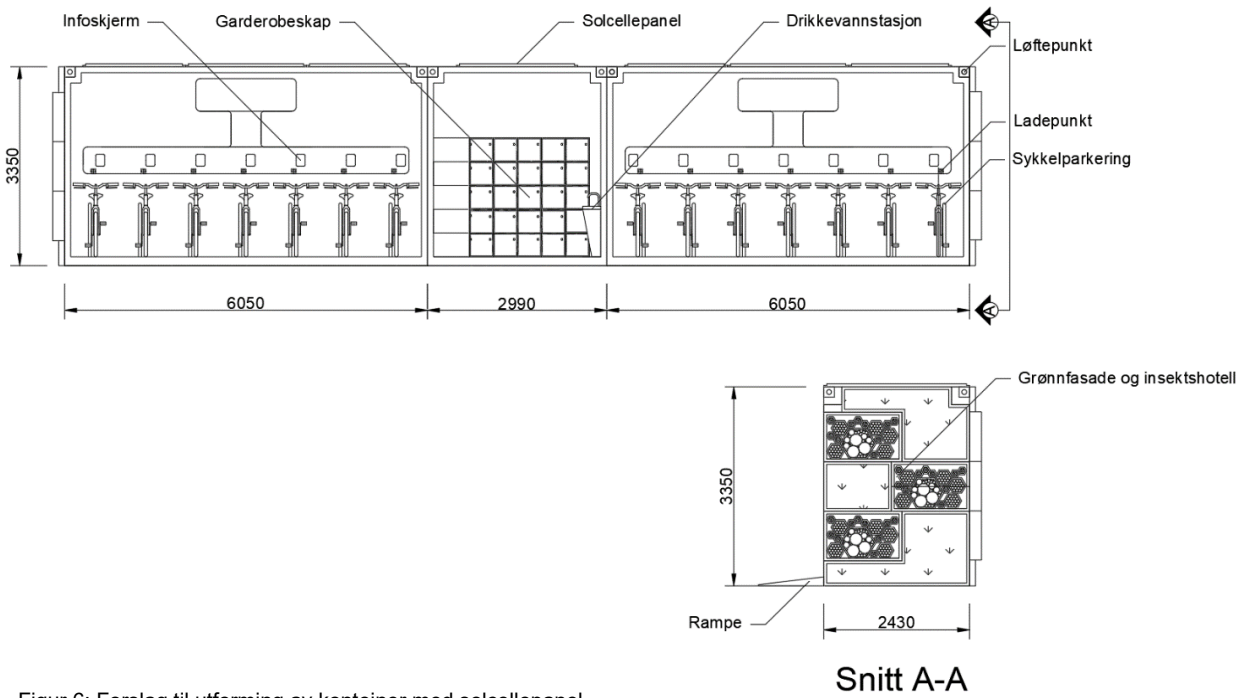 Infoskjerm
Garderobeskap
Solcellepanel
Drikkevannstasjon
A
Løftepunkt
Ladepunkt
Sykkelparkering
3350
6050
2990
6050
A
Grønnfasade og insektshotell
3350
Rampe
2430
Snitt A-A